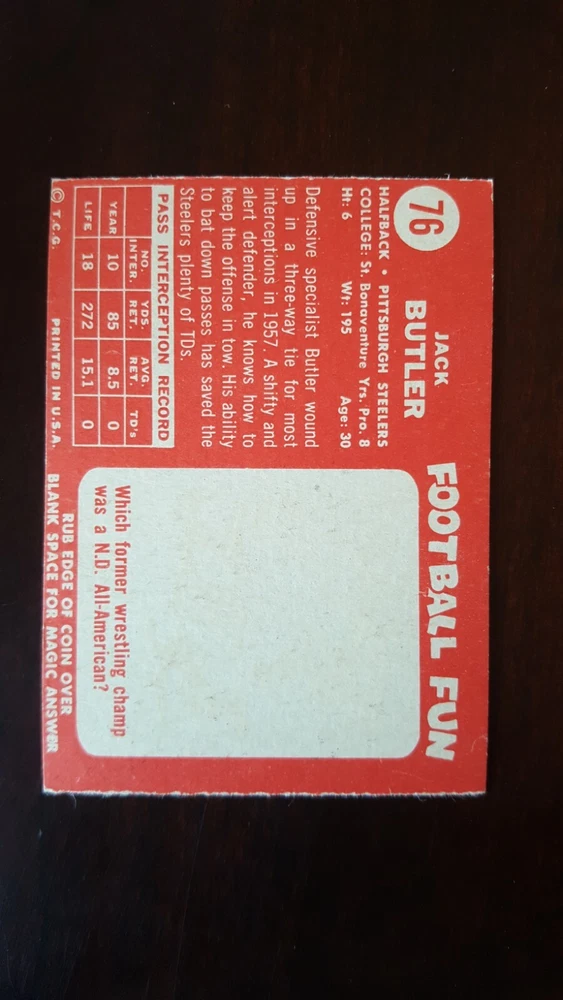 76
JACK
BUTLER
HALFBACK • PITTSBURGH STEELERS
COLLEGE: St. Bonaventure Yrs. Pro. 8
Ht: 6 Wt: 195 Age: 30
Defensive specialist Butler wound
up in a three-way tie for most
interceptions in 1957. A shifty and
alert defender, he knows how to
keep the offense in tow. His ability
to bat down passes has saved the
Steelers plenty of TDs.
PASS INTERCEPTION RECORD
NO. INTER. YDS. RET. AVG. RET. TD's
YEAR 10 85 8.5 0
LIFE 18 272 15.1 0
© T.C.G. PRINTED IN U.S.A.
FOOTBALL FUN
Which former wrestling champ
was a N.D. All-American?
RUB EDGE OF COIN OVER
BLANK SPACE FOR MAGIC ANSWER